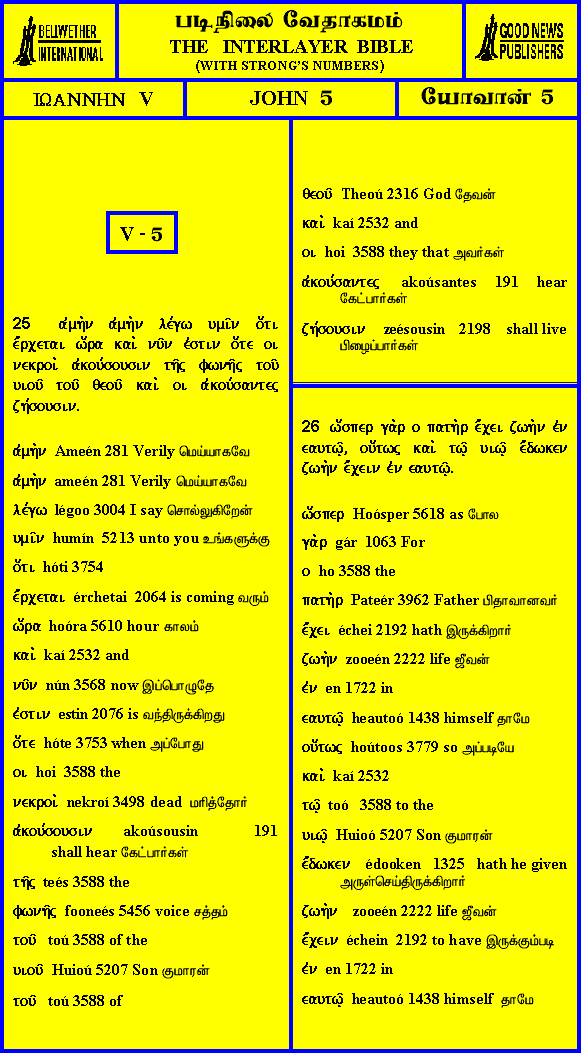 BELLWETHER
INTERNATIONAL
படிநிலை வேதாகமம்
THE INTERLAYER BIBLE
(WITH STRONG'S NUMBERS)
GOOD NEWS
PUBLISHERS
ΙΩΑΝΝΗΝ V
JOHN 5
யோவான் 5
V - 5
25 ἀμὴν ἀμὴν λέγω υμῖν ὅτι
ἔρχεται ὥρα καὶ νῦν ἐστιν ὅτε οι
νεκροὶ ἀκούσουσιν τῆς φωνῆς τοῦ
υιοῦ τοῦ θεοῦ καὶ οι ἀκούσαντες
ζήσουσιν.
ἀμὴν Ameén 281 Verily மெய்யாகவே
ἀμὴν ameén 281 Verily மெய்யாகவே
λέγω légoo 3004 I say சொல்லுகிறேன்
υμῖν humín 5213 unto you உங்களுக்கு
ὅτι hóti 3754
ἔρχεται érchetai 2064 is coming வரும்
ὥρα hoóra 5610 hour காலம்
καὶ kaí 2532 and
νῦν nún 3568 now இப்பொழுதே
ἐστιν estin 2076 is வந்திருக்கிறது
ὅτε hóte 3753 when அப்போது
οι hoi 3588 the
νεκροὶ nekroí 3498 dead மரித்தோர்
ἀκούσουσιν akoúsousin 191
shall hear கேட்பார்கள்
τῆς teés 3588 the
φωνῆς fooneés 5456 voice சத்தம்
τοῦ toú 3588 of the
υιοῦ Huioú 5207 Son குமாரன்
τοῦ toú 3588 of
θεοῦ Theoú 2316 God தேவன்
καὶ kaí 2532 and
οι hoi 3588 they that அவர்கள்
ἀκούσαντες akoúsantes 191 hear
கேட்பார்கள்
ζήσουσιν zeésousin 2198 shall live
பிழைப்பார்கள்
26 ὥσπερ γὰρ ο πατὴρ ἔχει ζωὴν ἐν
εαυτῷ, οὕτως καὶ τῷ υιῷ ἔδωκεν
ζωὴν ἔχειν ἐν εαυτῷ.
ὥσπερ Hoósper 5618 as போல
γὰρ gár 1063 For
ο ho 3588 the
πατὴρ Pateér 3962 Father பிதாவானவர்
ἔχει échei 2192 hath இருக்கிறார்
ζωὴν zooeén 2222 life ஜீவன்
ἐν en 1722 in
εαυτῷ heautoó 1438 himself தாமே
οὕτως hoútoos 3779 so அப்படியே
καὶ kaí 2532
τῷ toó 3588 to the
υιῷ Huioó 5207 Son குமாரன்
ἔδωκεν édooken 1325 hath he given
அருள்செய்திருக்கிறார்
ζωὴν zooeén 2222 life ஜீவன்
ἔχειν échein 2192 to have இருக்கும்படி
ἐν en 1722 in
εαυτῷ heautoó 1438 himself தாமே